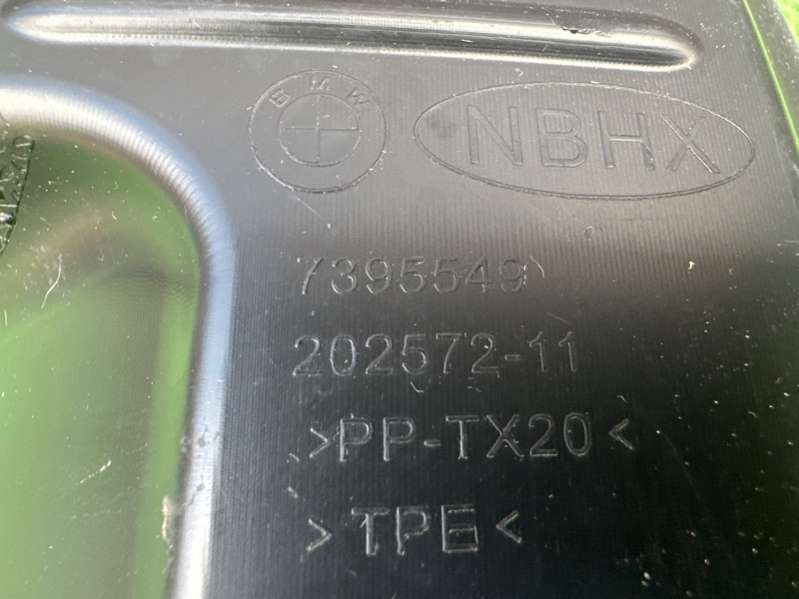 BMW
NBHX
7395549
202572-11
>PP-TX20<
>TPE<